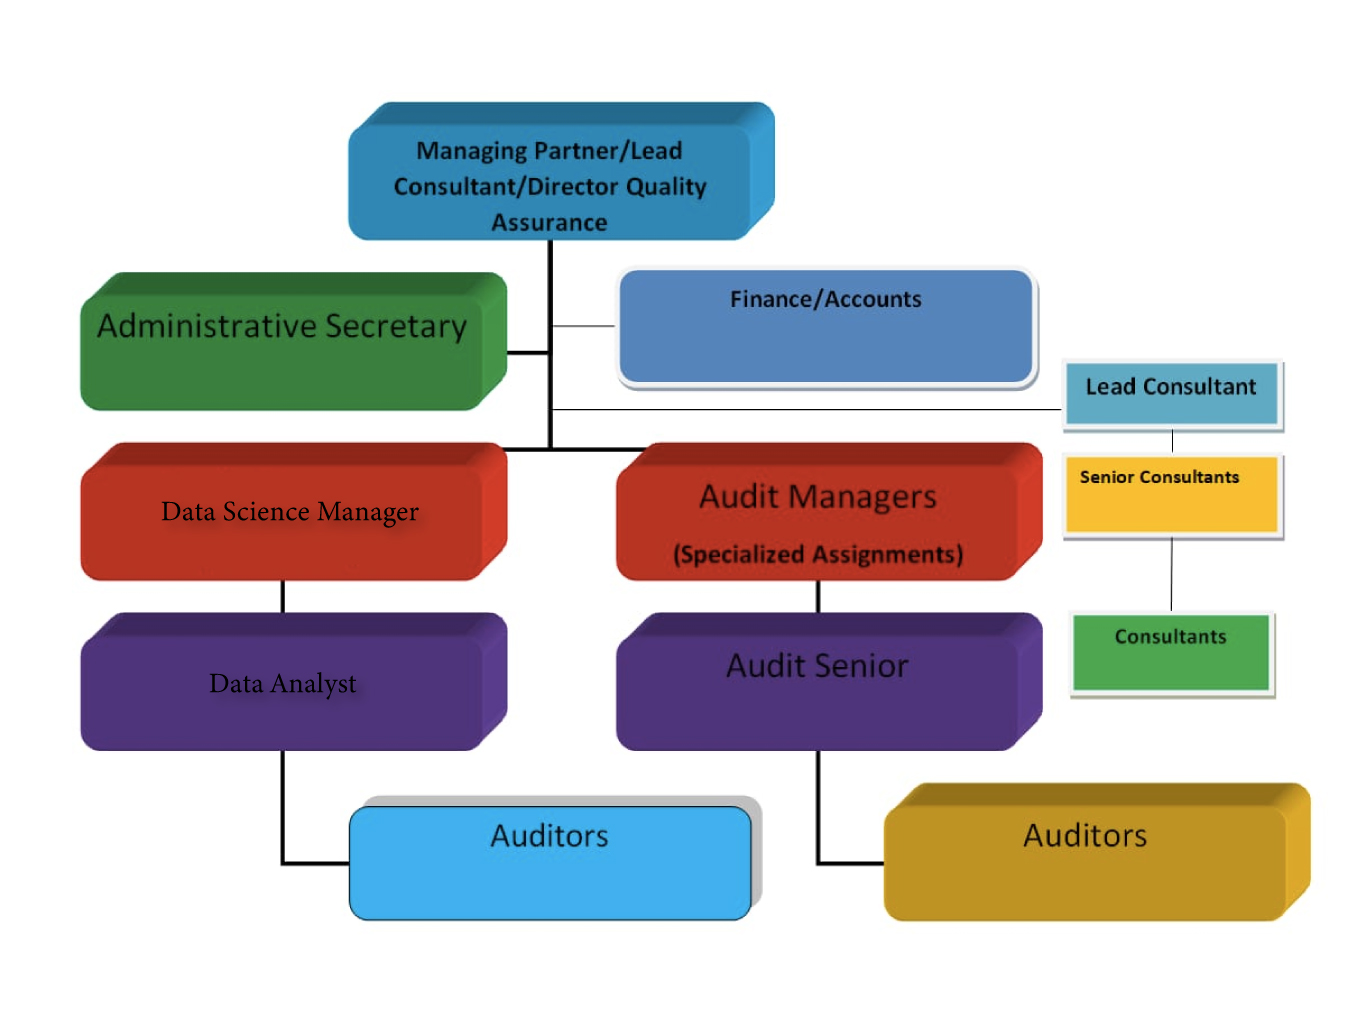 Managing Partner/Lead
Consultant/Director Quality
Assurance
Administrative Secretary
Finance/Accounts
Lead Consultant
Senior Consultants
Data Science Manager
Audit Managers
(Specialized Assignments)
Consultants
Data Analyst
Audit Senior
Auditors
Auditors